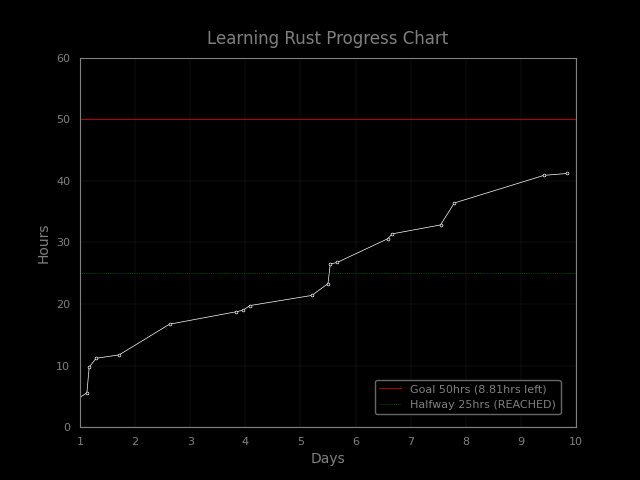 Learning Rust Progress Chart
60
50
40
30
20
10
0
Hours
Goal 50hrs (8.81hrs left)
Halfway 25hrs (REACHED)
1 2 3 4 5 6 7 8 9 10
Days